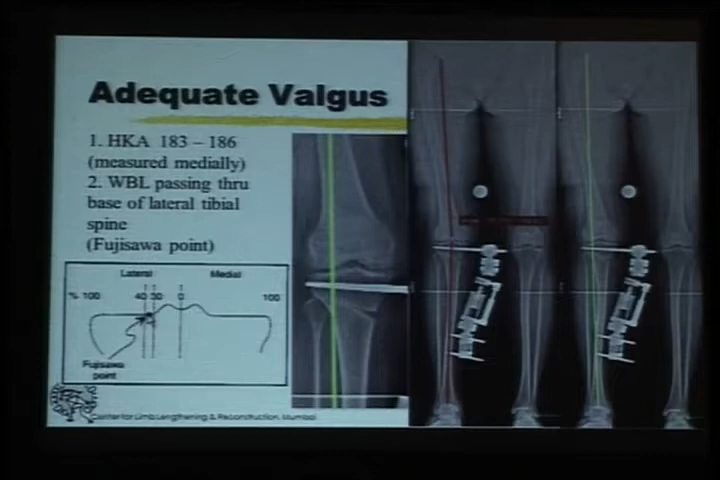 Adequate Valgus
1. HKA 183 – 186
(measured medially)
2. WBL passing thru
base of lateral tibial
spine
(Fujisawa point)
Lateral Medial
% 100 40 30 0 100
Fujisawa
point
Center for Limb Lengthening & Reconstruction, Mumbai